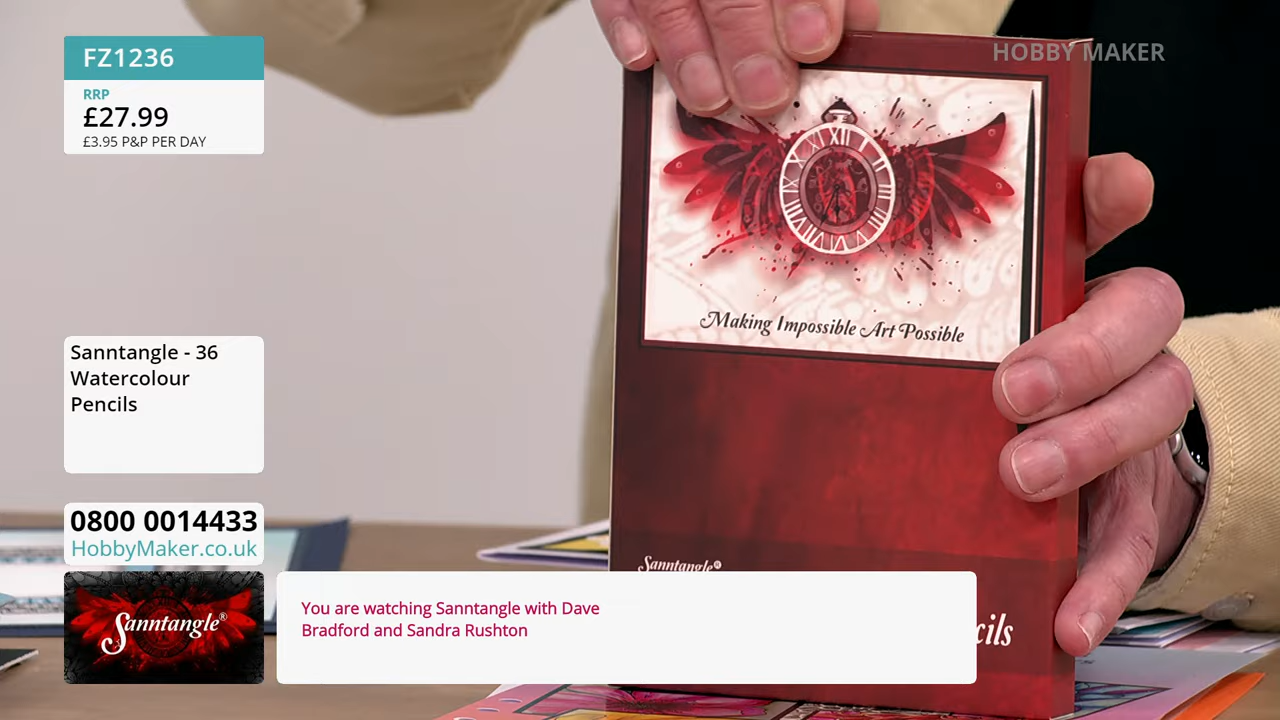 FZ1236
RRP
£27.99
£3.95 P&P PER DAY
HOBBY MAKER
Making Impossible Art Possible
Sanntangle - 36
Watercolour
Pencils
0800 0014433
HobbyMaker.co.uk
Sanntangle®
cils
Sanntangle®
You are watching Sanntangle with Dave
Bradford and Sandra Rushton